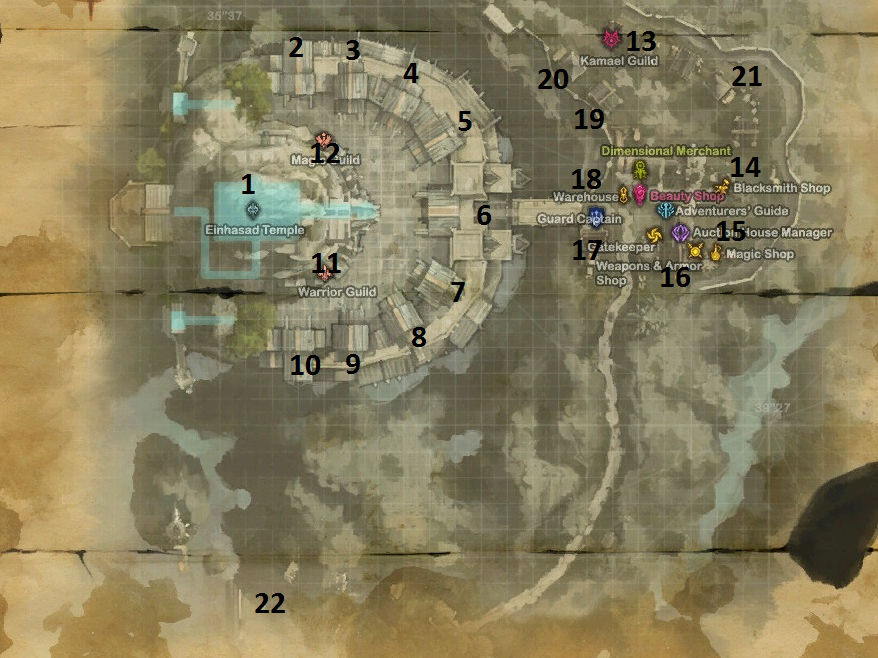 35°37
2
3
4
5
13
Kamael Guild
20
21
19
12
Magic Guild
Dimensional Merchant
14
Blacksmith Shop
1
Einhasad Temple
18
Warehouse
Beauty Shop
6
Guard Captain
Adventurers' Guide
15
Auction House Manager
17
Gatekeeper
Magic Shop
11
Warrior Guild
Weapons & Armor
Shop
16
7
8
10
9
39°27
22